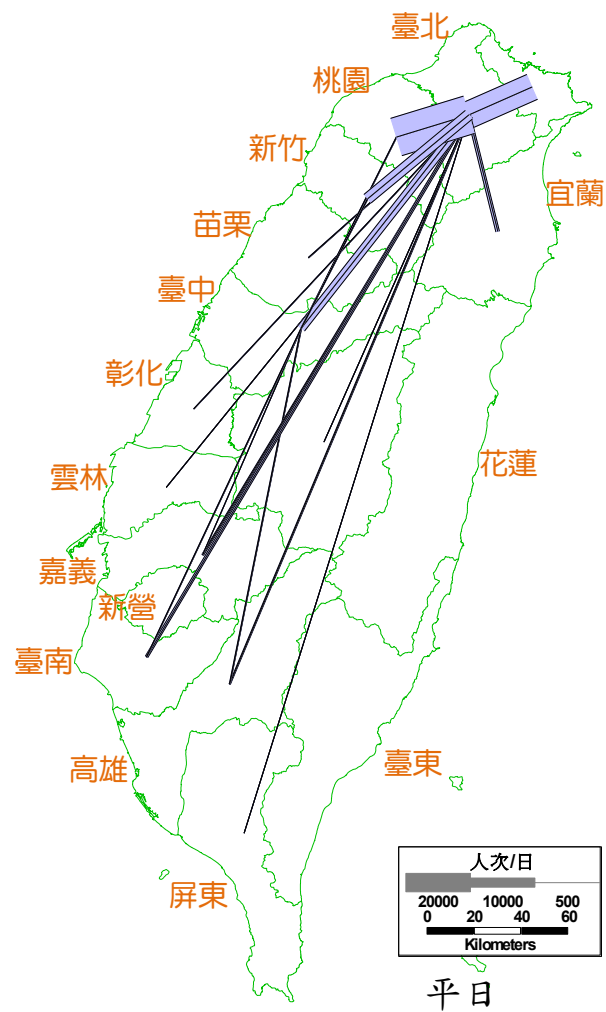 臺北
桃園
新竹
宜蘭
苗栗
臺中
彰化
花蓮
雲林
嘉義
新營
臺南
高雄
臺東
屏東
人次/日
20000 10000 500
0 20 40 60
Kilometers
平日